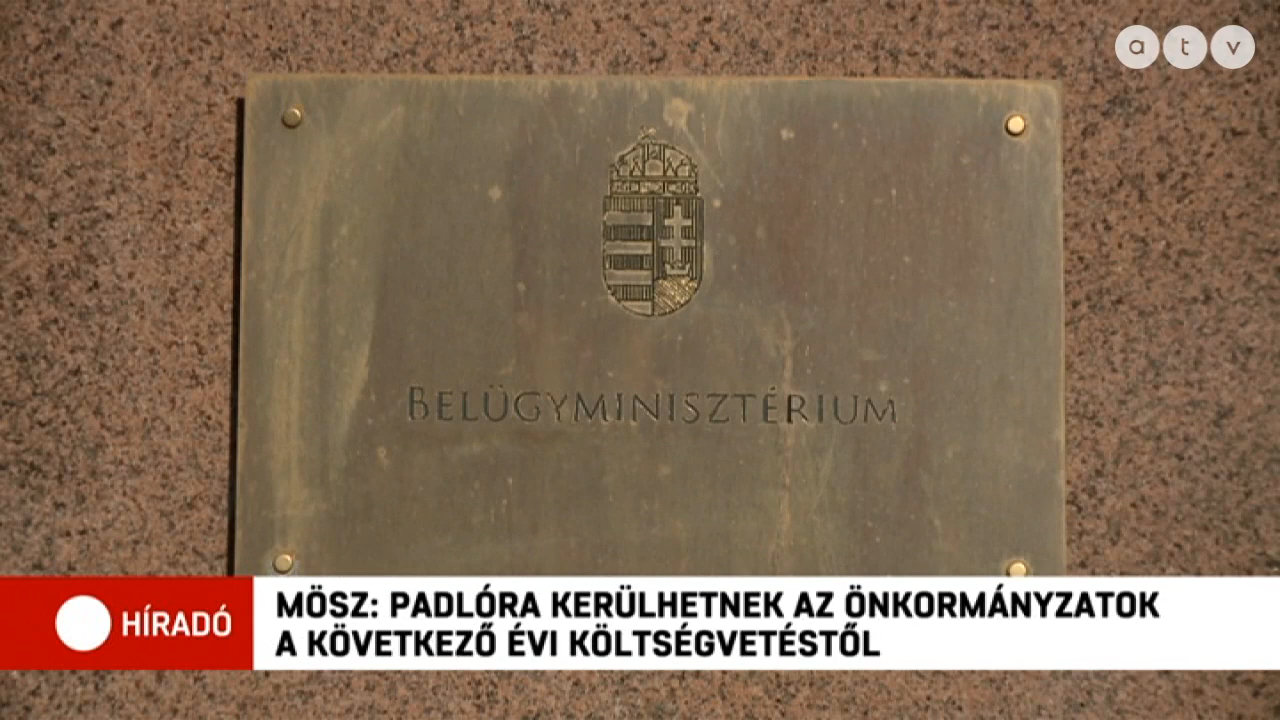 atv
BELÜGYMINISZTÉRIUM
HÍRADÓ
MÖSZ: PADLÓRA KERÜLHETNEK AZ ÖNKORMÁNYZATOK
A KÖVETKEZŐ ÉVI KÖLTSÉGVETÉSTŐL